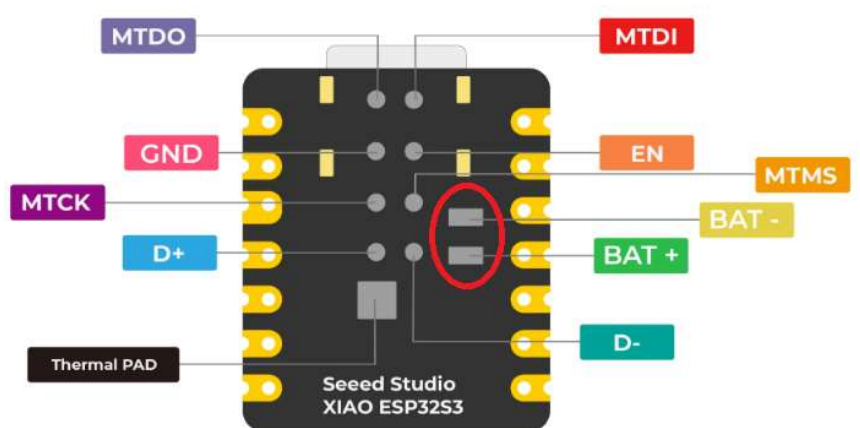 MTDO
MTDI
GND
EN
MTCK
MTMS
BAT -
D+
BAT +
D-
Thermal PAD
Seeed Studio
XIAO ESP32S3